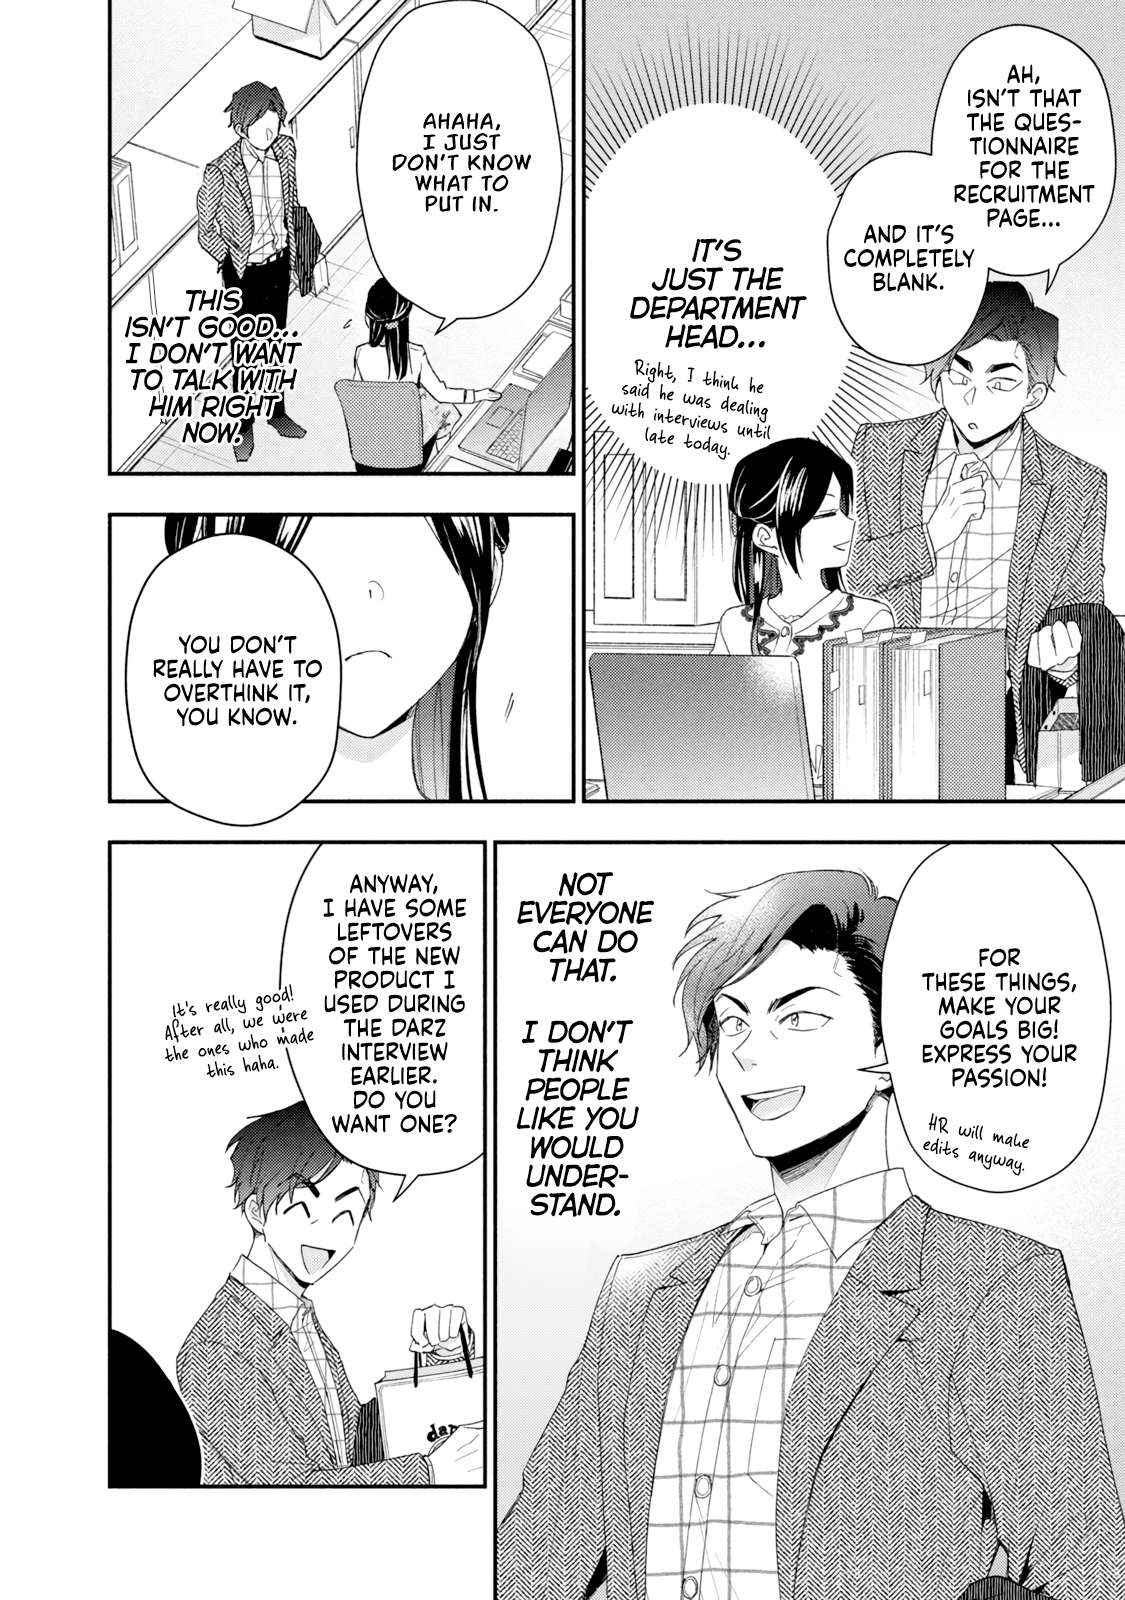 AH,
ISN'T THAT
THE QUES-
TIONNAIRE
FOR THE
RECRUITMENT
PAGE...
AND IT'S
COMPLETELY
BLANK.
IT'S
JUST THE
DEPARTMENT
HEAD...
Right, I think he
said he was dealing
with interviews until
late today.
AHAHA,
I JUST
DON'T KNOW
WHAT TO
PUT IN.
THIS
ISN'T GOOD...
I DON'T WANT
TO TALK WITH
HIM RIGHT
NOW.
YOU DON'T
REALLY HAVE TO
OVERTHINK IT,
YOU KNOW.
FOR
THESE THINGS,
MAKE YOUR
GOALS BIG!
EXPRESS YOUR
PASSION!
HR will make
edits anyway.
NOT
EVERYONE
CAN DO
THAT.
I DON'T
THINK
PEOPLE
LIKE YOU
WOULD
UNDER-
STAND.
ANYWAY,
I HAVE SOME
LEFTOVERS
OF THE NEW
PRODUCT I
USED DURING
THE DARZ
INTERVIEW
EARLIER.
DO YOU
WANT ONE?
It's really good!
After all, we were
the ones who made
this haha.